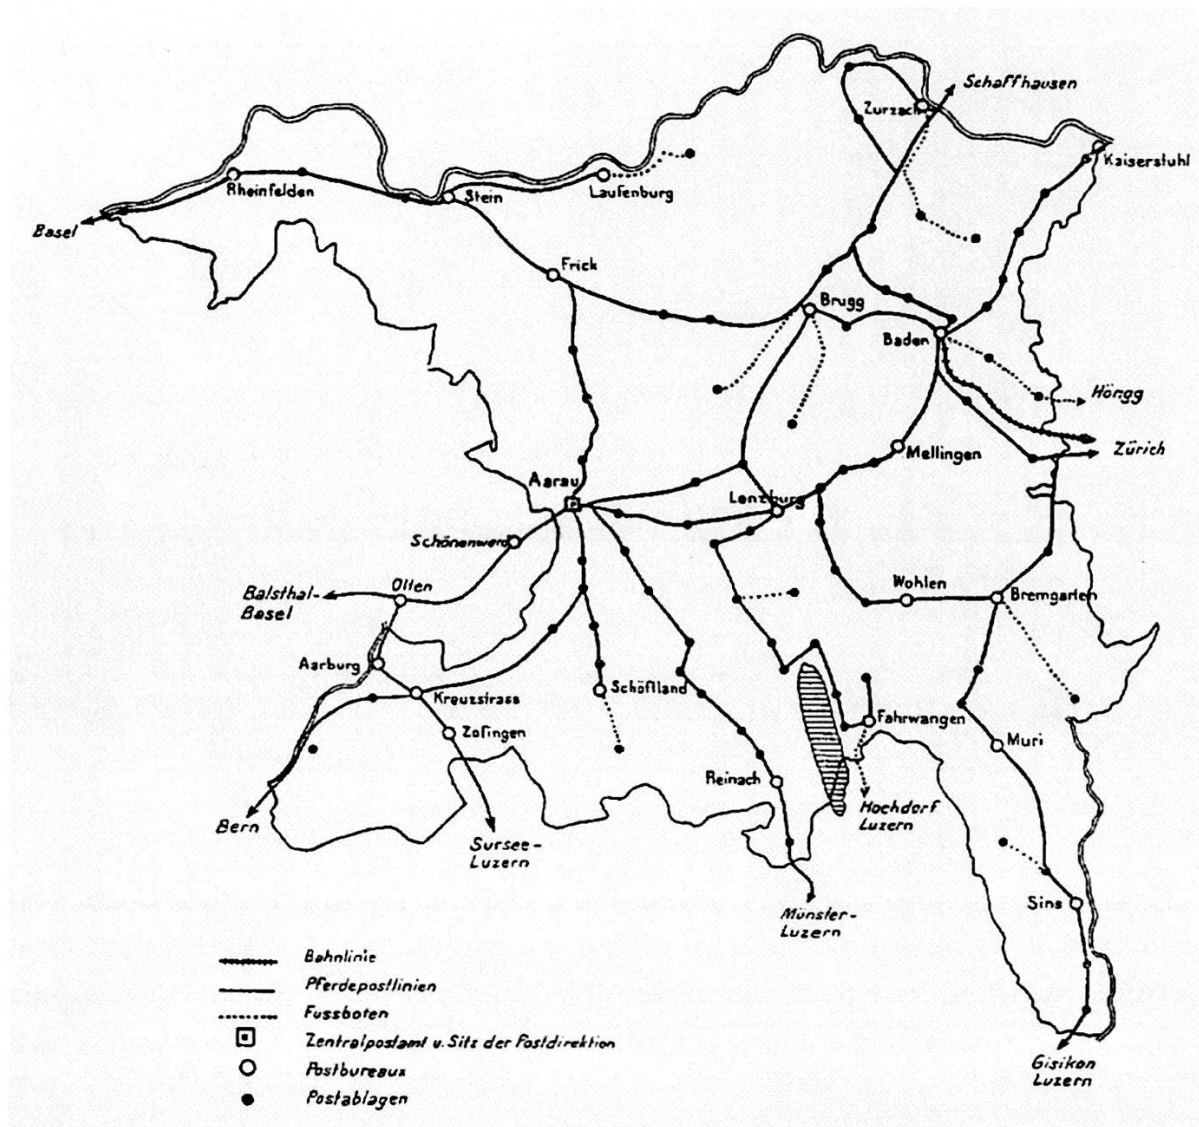 Schaffhausen
Zurzach
Kaiserstuhl
Rheinfelden
Stein
Laufenburg
Basel
Frick
Brugg
Baden
Höngg
Zürich
Mellingen
Aarau
Lenzburg
Schönenwerd
Balsthal-
Basel
Olten
Wohlen
Bremgarten
Aarburg
Kreuzstrass
Schöftland
Zofingen
Fahrwangen
Muri
Reinach
Hochdorf
Luzern
Bern
Sursee-
Luzern
Sins
Münster-
Luzern
Gisikon
Luzern
Bahnlinie
Pferdepostlinien
Fussboten
Zentralpostamt u. Sitz der Postdirektion
Postbureaux
Postablagen